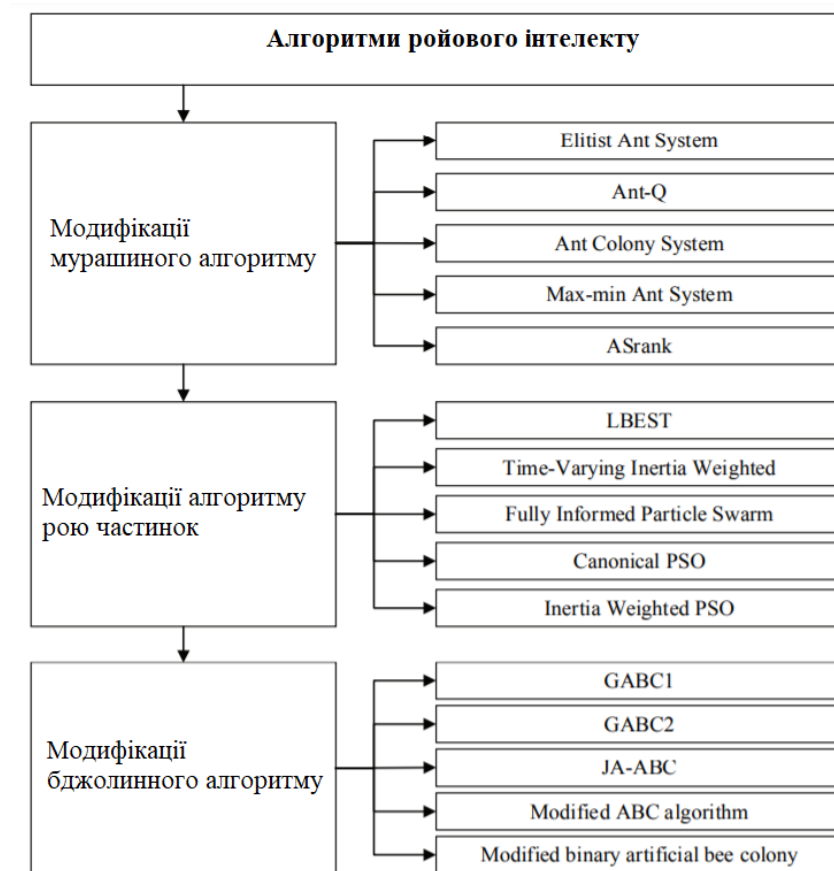 Алгоритми ройового інтелекту
Модифікації
мурашиного алгоритму
Elitist Ant System
Ant-Q
Ant Colony System
Max-min Ant System
ASrank
Модифікації алгоритму
рою частинок
LBEST
Time-Varying Inertia Weighted
Fully Informed Particle Swarm
Canonical PSO
Inertia Weighted PSO
Модифікації
бджолинного алгоритму
GABC1
GABC2
JA-ABC
Modified ABC algorithm
Modified binary artificial bee colony